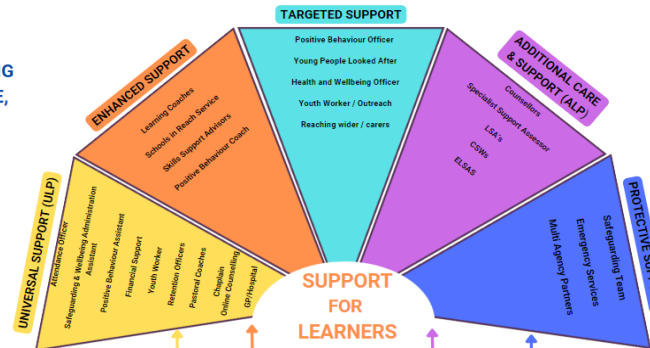 NG
E,
UNIVERSAL SUPPORT (ULP)
Attendance Officer
Safeguarding & Wellbeing Administration
Assistant
Positive Behaviour Assistant
Financial Support
Youth Worker
Retention Officers
Pastoral Coaches
Chaplain
Online Counselling
GP/Hospital
ENHANCED SUPPORT
Learning Coaches
Schools in Reach Service
Skills Support Advisors
Positive Behaviour Coach
TARGETED SUPPORT
Positive Behaviour Officer
Young People Looked After
Health and Wellbeing Officer
Youth Worker / Outreach
Reaching wider / carers
ADDITIONAL CARE
& SUPPORT (ALP)
Counsellors
Specialist Support Assessor
LSA's
CSWs
ELSAS
PROTECTIVE SUP
Safeguarding Team
Emergency Services
Multi Agency Partners
SUPPORT
FOR
LEARNERS